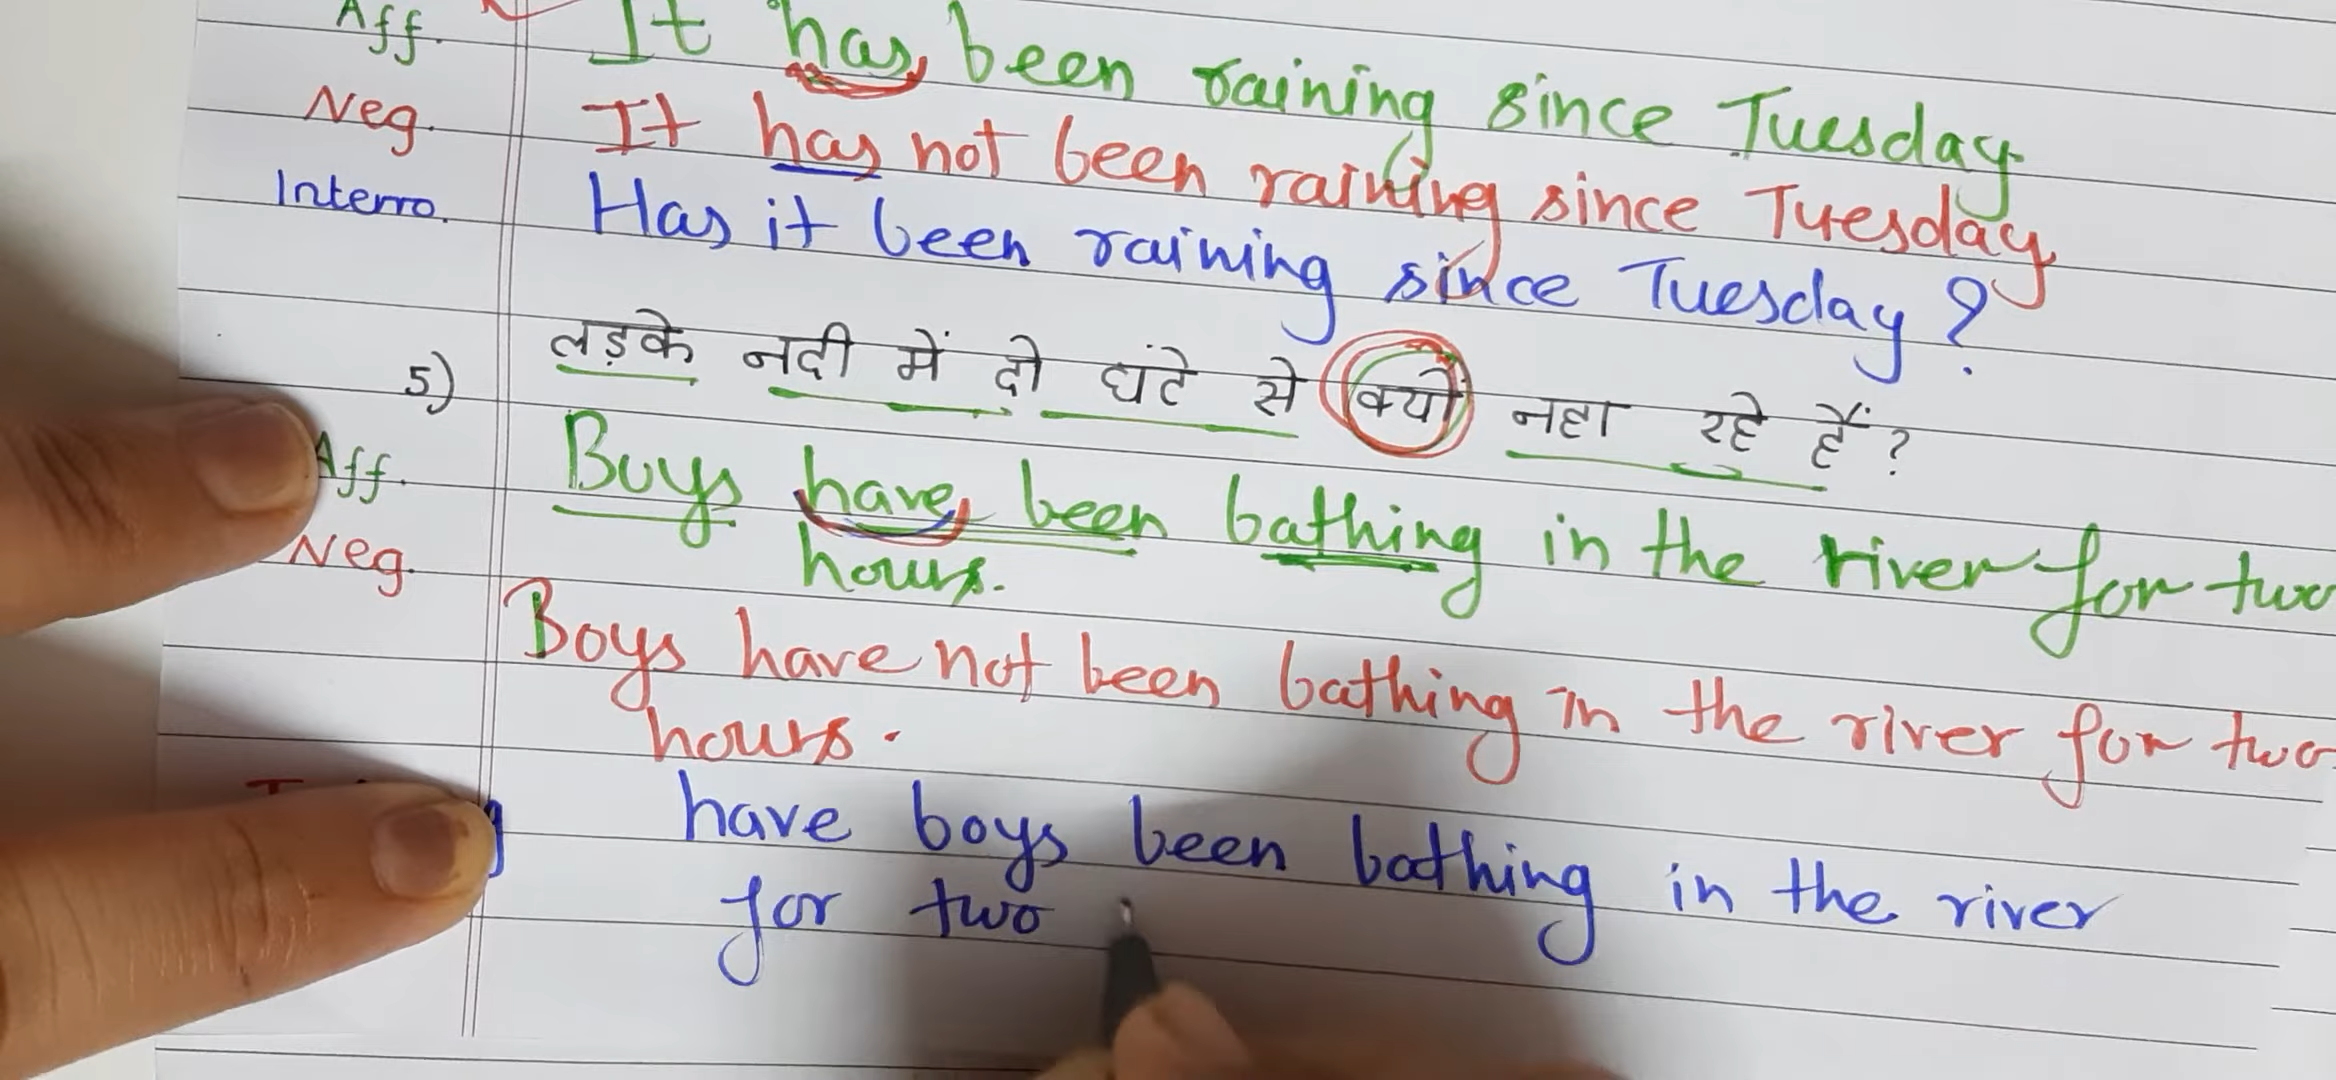 Aff. It has been raining since Tuesday
Neg. It has not been raining since Tuesday
Interro. Has it been raining since Tuesday ?
5) लड़के नदी में दो घंटे से क्यों नहा रहे हैं ?
Aff. Boys have been bathing in the river for two
hours.
Neg. Boys have not been bathing in the river for two
hours.
have boys been bathing in the river
for two